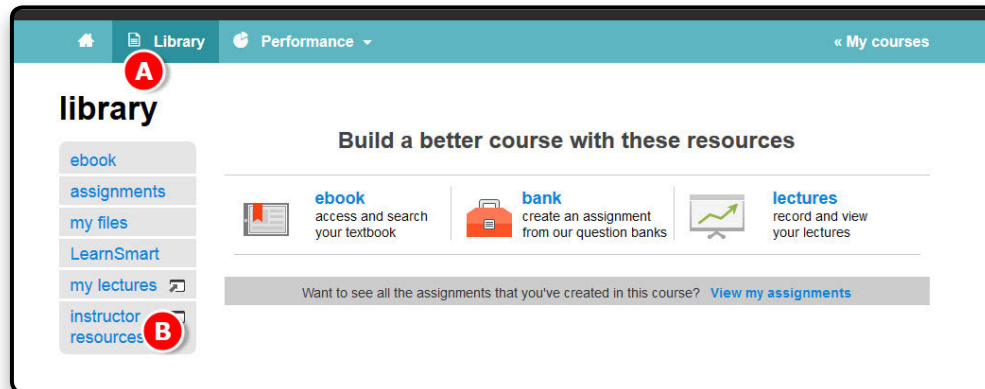 Library Performance « My courses
A
library
Build a better course with these resources
ebook
assignments
my files
LearnSmart
my lectures
instructor
resources
B
ebook
access and search
your textbook
bank
create an assignment
from our question banks
lectures
record and view
your lectures
Want to see all the assignments that you've created in this course? View my assignments